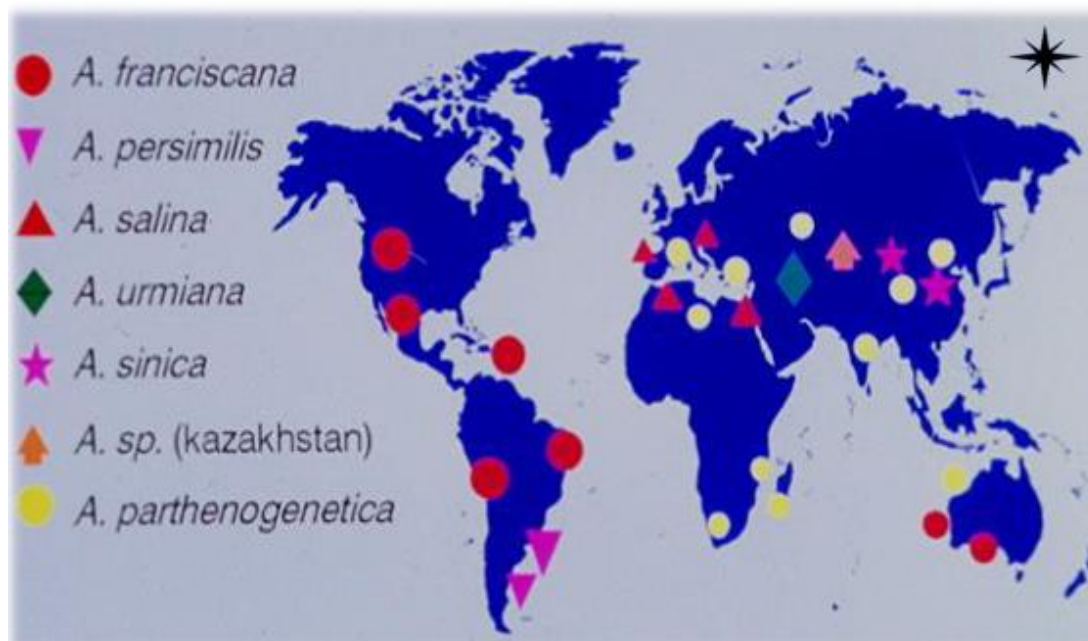 A. franciscana
A. persimilis
A. salina
A. urmiana
A. sinica
A. sp. (kazakhstan)
A. parthenogenetica